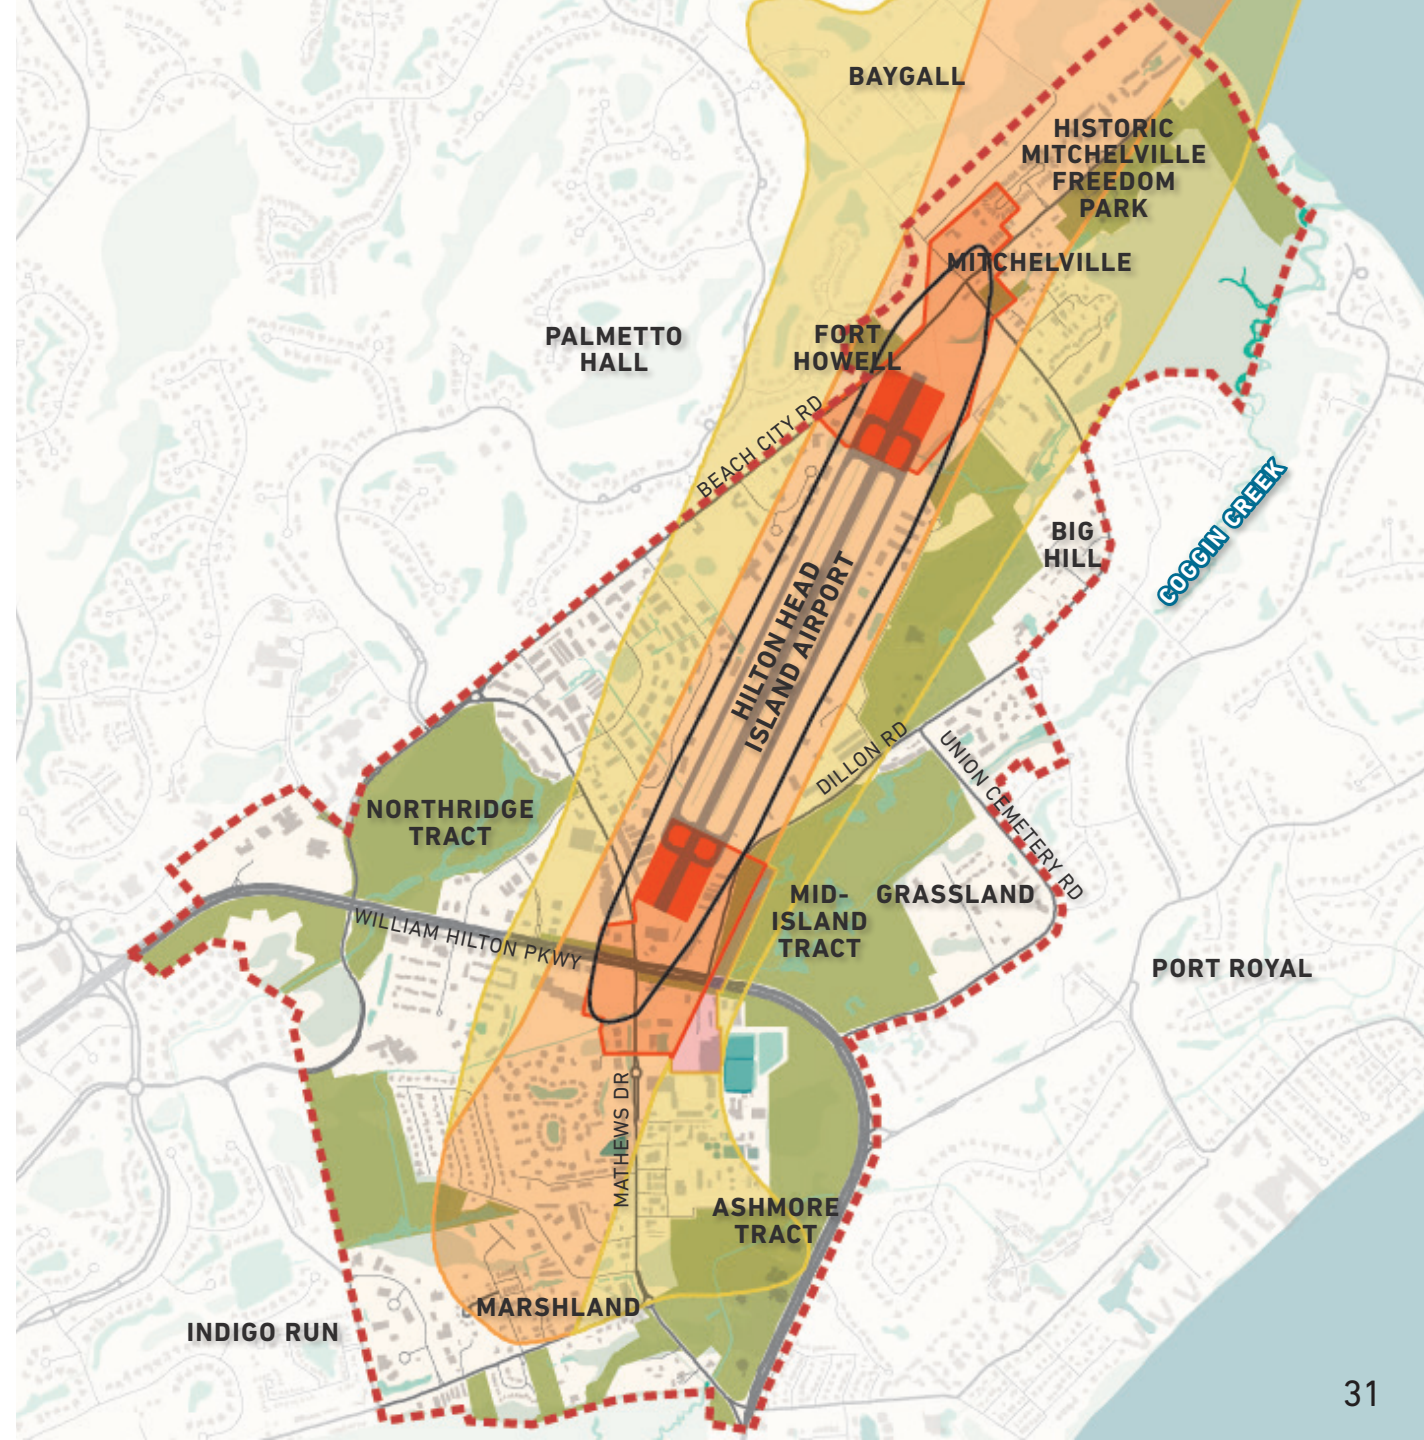 BAYGALL
HISTORIC
MITCHELVILLE
FREEDOM
PARK
MITCHELVILLE
PALMETTO
HALL
FORT
HOWELL
BEACH CITY RD
BIG
HILL
COGGIN CREEK
HILTON HEAD
ISLAND AIRPORT
DILLON RD
UNION CEMETERY RD
NORTHRIDGE
TRACT
WILLIAM HILTON PKWY
MID-
ISLAND
TRACT
GRASSLAND
PORT ROYAL
MATHEWS DR
ASHMORE
TRACT
MARSHLAND
INDIGO RUN
31